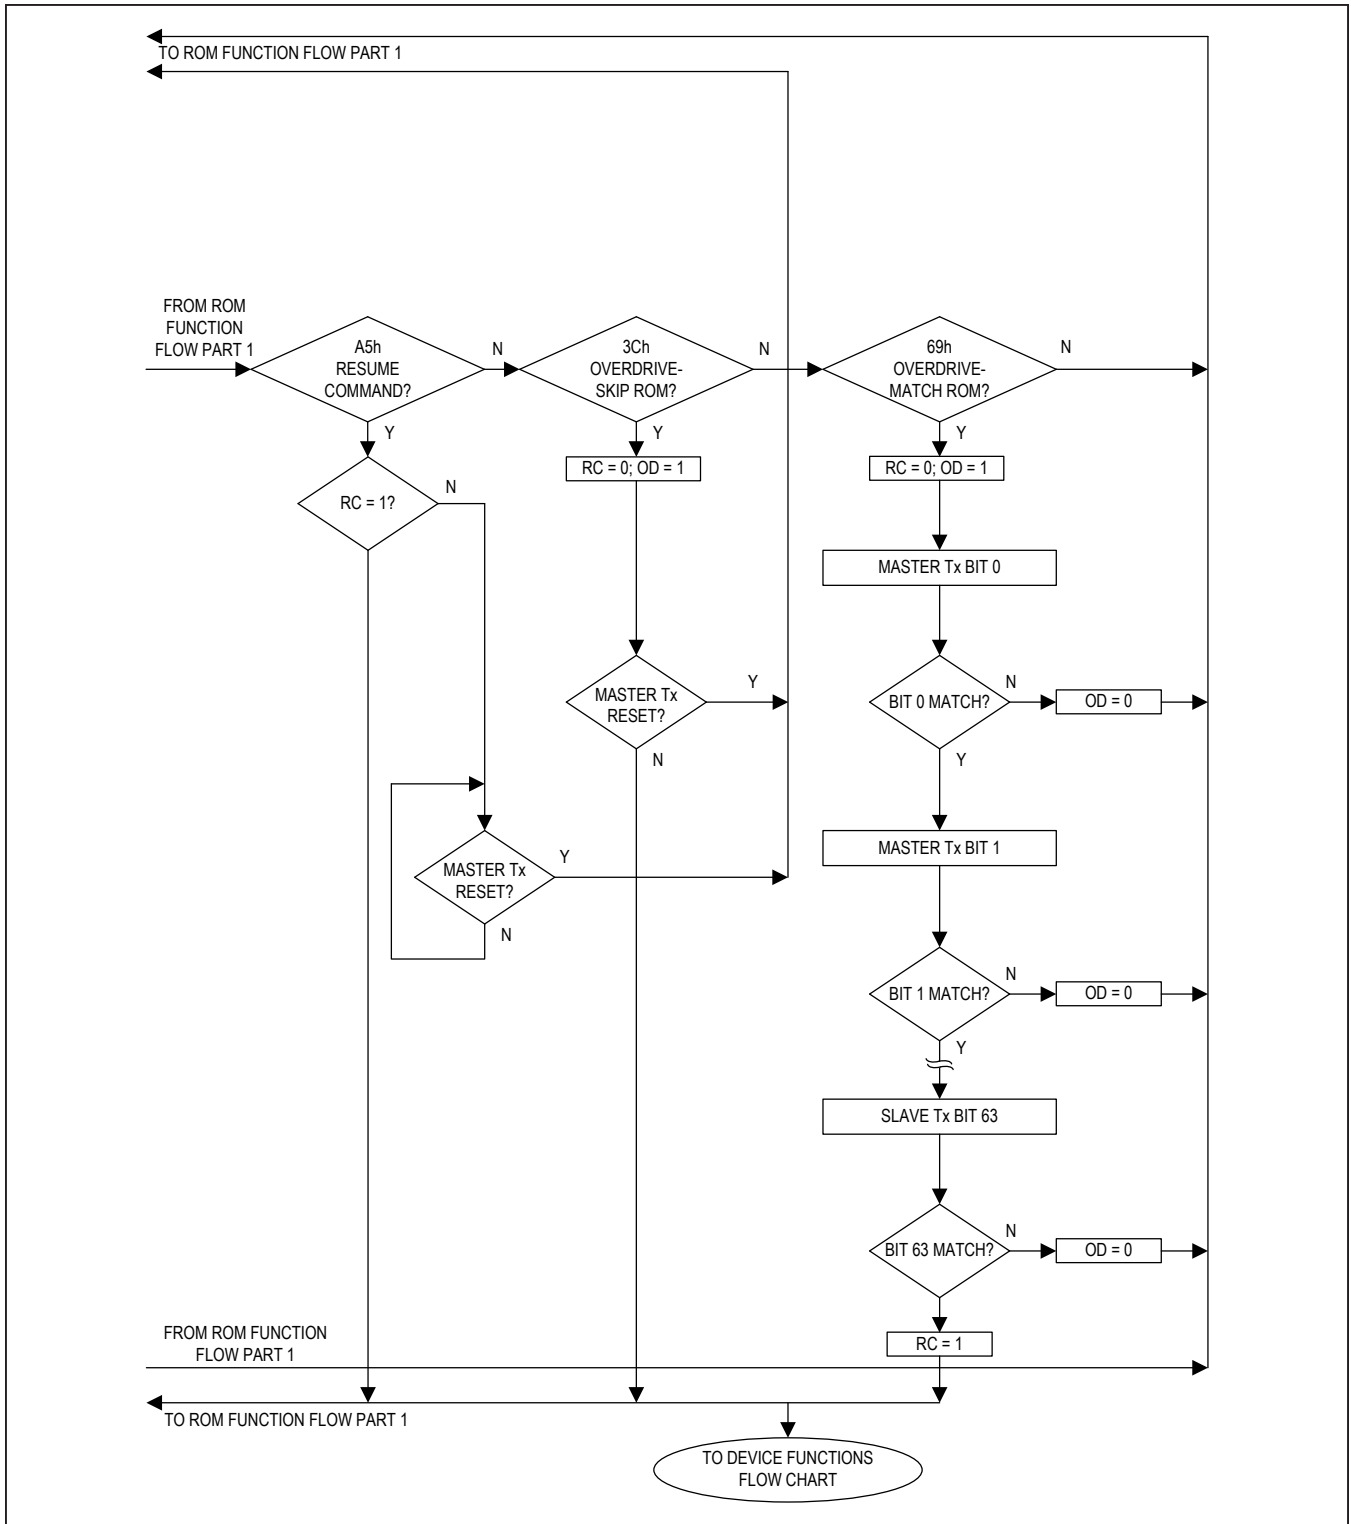 TO ROM FUNCTION FLOW PART 1
FROM ROM
FUNCTION
FLOW PART 1
A5h
RESUME
COMMAND?
N
Y
3Ch
OVERDRIVE-
SKIP ROM?
N
Y
69h
OVERDRIVE-
MATCH ROM?
N
Y
RC = 1?
N
RC = 0; OD = 1
RC = 0; OD = 1
MASTER Tx BIT 0
MASTER Tx
RESET?
Y
N
BIT 0 MATCH?
N
OD = 0
Y
MASTER Tx
RESET?
Y
N
MASTER Tx BIT 1
BIT 1 MATCH?
N
OD = 0
Y
SLAVE Tx BIT 63
BIT 63 MATCH?
N
OD = 0
RC = 1
FROM ROM FUNCTION
FLOW PART 1
TO ROM FUNCTION FLOW PART 1
TO DEVICE FUNCTIONS
FLOW CHART